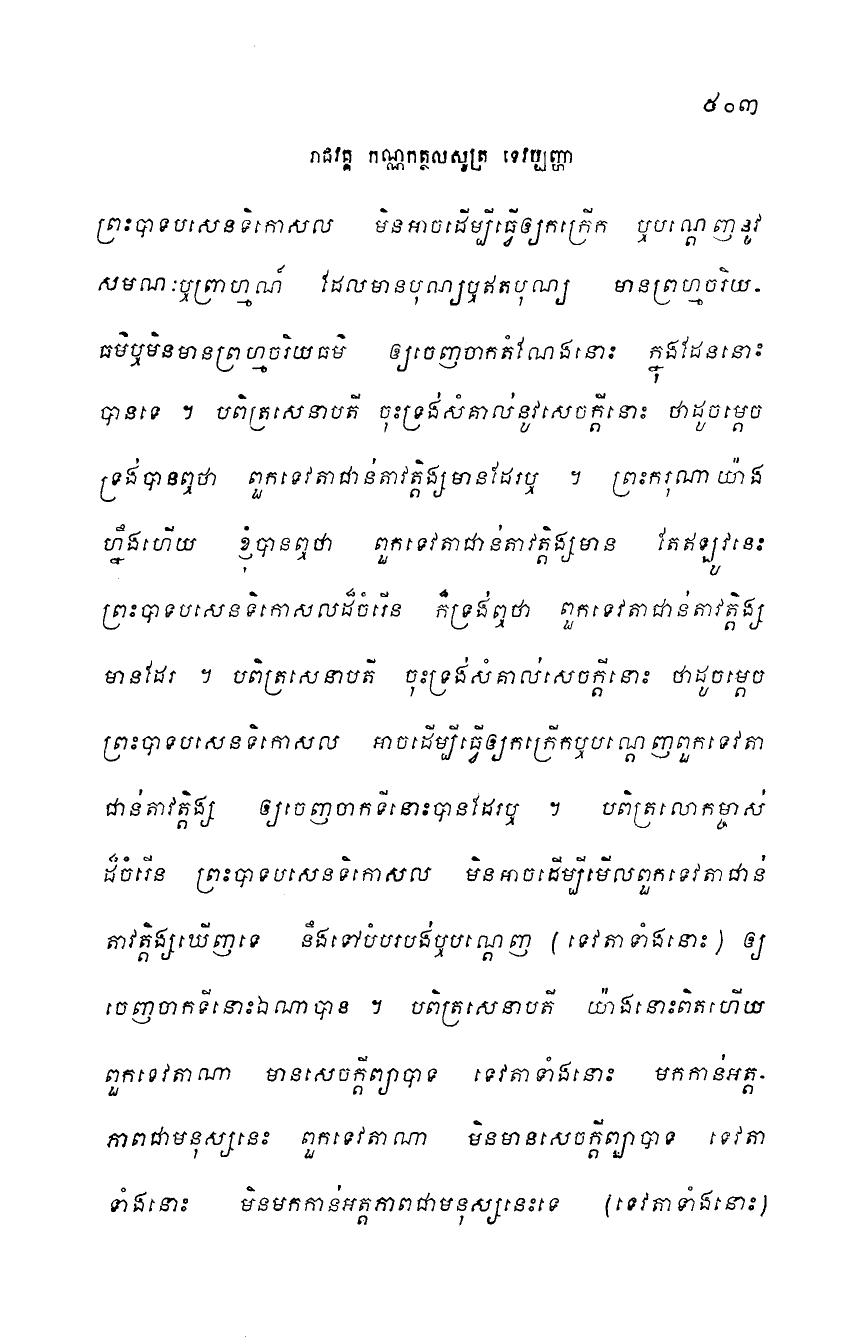 ៥០៣
រាជវគ្គ កណ្ណកត្ថលសូត្រ ទេវប្បញ្ហា
ព្រះបាទបសេនទិកោសល មិនអាចដើម្បីធ្វើឲ្យកក្រើក ឬបណ្តេញនូវ
សមណៈឬព្រាហ្មណ៍ ដែលមានបុណ្យឬឥតបុណ្យ មានព្រហ្មចរិយ-
ធម៌ឬមិនមានព្រហ្មចរិយធម៌ ឲ្យចេញចាកតំណែងនោះ ក្នុងដែននោះ
បានទេ ។ បពិត្រសេនាបតី ចុះទ្រង់សំគាល់នូវសេចក្តីនោះ ថាដូចម្តេច
ទ្រង់បានឮថា ពួកទេវតាជាន់តាវត្តិង្សមានដែរឬ ។ ព្រះករុណា យ៉ាង
ហ្នឹងហើយ ខ្ញុំបានឮថា ពួកទេវតាជាន់តាវត្តិង្សមាន តែឥឡូវនេះ
ព្រះបាទបសេនទិកោសលដ៏ចំរើន ក៏ទ្រង់ឮថា ពួកទេវតាជាន់តាវត្តិង្ស
មានដែរ ។ បពិត្រសេនាបតី ចុះទ្រង់សំគាល់សេចក្តីនោះ ថាដូចម្តេច
ព្រះបាទបសេនទិកោសល អាចដើម្បីធ្វើឲ្យកក្រើកឬបណ្តេញពួកទេវតា
ជាន់តាវត្តិង្ស ឲ្យចេញចាកទីនោះបានដែរឬ ។ បពិត្រលោកម្ចាស់
ដ៏ចំរើន ព្រះបាទបសេនទិកោសល មិនអាចដើម្បីមើលពួកទេវតាជាន់
តាវត្តិង្សឃើញទេ នឹងទៅបំបរបង់ឬបណ្តេញ (ទេវតាទាំងនោះ) ឲ្យ
ចេញចាកទីនោះឯណាបាន ។ បពិត្រសេនាបតី យ៉ាងនោះពិតហើយ
ពួកទេវតាណា មានសេចក្តីព្យាបាទ ទេវតាទាំងនោះ មកកាន់អត្ត-
ភាពជាមនុស្សនេះ ពួកទេវតាណា មិនមានសេចក្តីព្យាបាទ ទេវតា
ទាំងនោះ មិនមកកាន់អត្តភាពជាមនុស្សនេះទេ (ទេវតាទាំងនោះ)